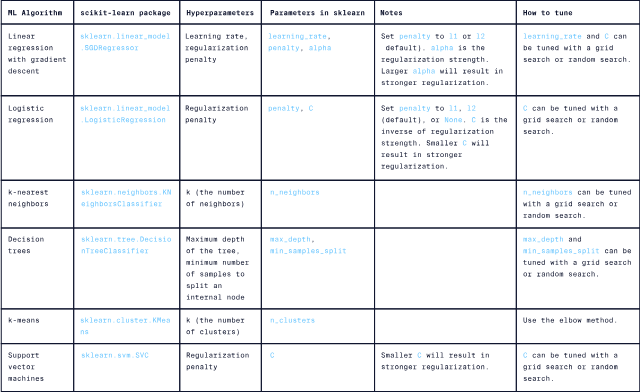 ML Algorithm
scikit-learn package
Hyperparameters
Parameters in sklearn
Notes
How to tune
Linear
regression
with gradient
descent
sklearn.linear_model
.SGDRegressor
Learning rate,
regularization
penalty
learning_rate,
penalty, alpha
Set penalty to l1 or l2
default). alpha is the
regularization strength.
Larger alpha will result in
stronger regularization.
learning_rate and C can
be tuned with a grid
search or random search.
Logistic
regression
sklearn.linear_model
.LogisticRegression
Regularization
penalty
penalty, C
Set penalty to l1, l2
(default), or None. C is the
inverse of regularization
strength. Smaller C will
result in stronger
regularization.
C can be tuned with a
grid search or random
search.
k-nearest
neighbors
sklearn.neighbors.KN
eighborsClassifier
k (the number
of neighbors)
n_neighbors
n_neighbors can be tuned
with a grid search or
random search.
Decision
trees
sklearn.tree.Decisio
nTreeClassifier
Maximum depth
of the tree,
minimum number
of samples to
split an
internal node
max_depth,
min_samples_split
max_depth and
min_samples_split can be
tuned with a grid search
or random search.
k-means
sklearn.cluster.KMea
ns
k (the number
of clusters)
n_clusters
Use the elbow method.
Support
vector
machines
sklearn.svm.SVC
Regularization
penalty
C
Smaller C will result in
stronger regularization.
C can be tuned with a
grid search or random
search.